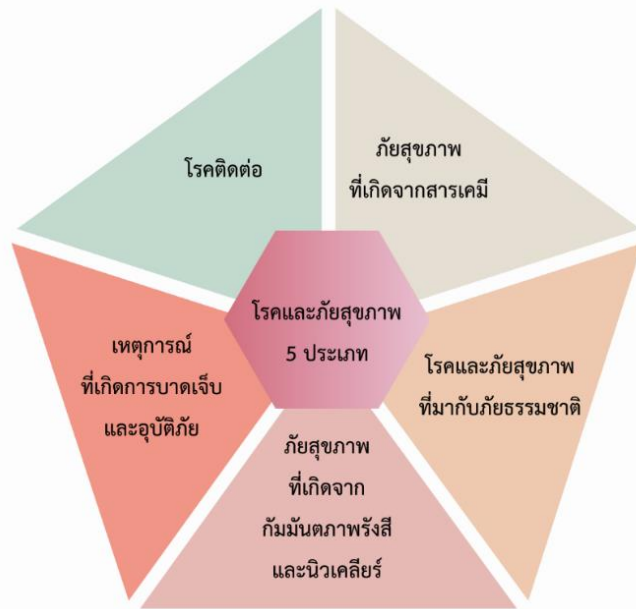 โรคติดต่อ
ภัยสุขภาพ
ที่เกิดจากสารเคมี
โรคและภัยสุขภาพ
5 ประเภท
เหตุการณ์
ที่เกิดการบาดเจ็บ
และอุบัติภัย
โรคและภัยสุขภาพ
ที่มากับภัยธรรมชาติ
ภัยสุขภาพ
ที่เกิดจาก
กัมมันตภาพรังสี
และนิวเคลียร์